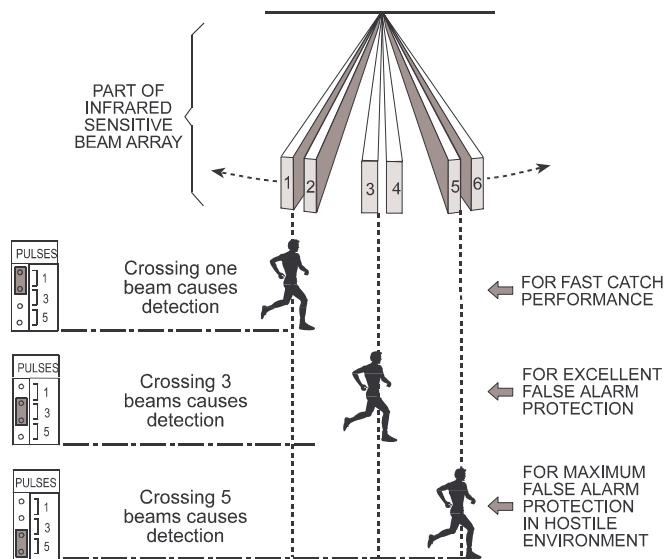 PART OF
INFRARED
SENSITIVE
BEAM ARRAY
1 2 3 4 5 6
PULSES
1
3
5
Crossing one
beam causes
detection
FOR FAST CATCH
PERFORMANCE
PULSES
1
3
5
Crossing 3
beams causes
detection
FOR EXCELLENT
FALSE ALARM
PROTECTION
PULSES
1
3
5
Crossing 5
beams causes
detection
FOR MAXIMUM
FALSE ALARM
PROTECTION
IN HOSTILE
ENVIRONMENT